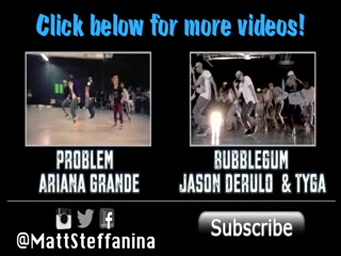 Click below for more videos!
PROBLEM
ARIANA GRANDE
BUBBLEGUM
JASON DERULO & TYGA
@MattSteffanina
Subscribe